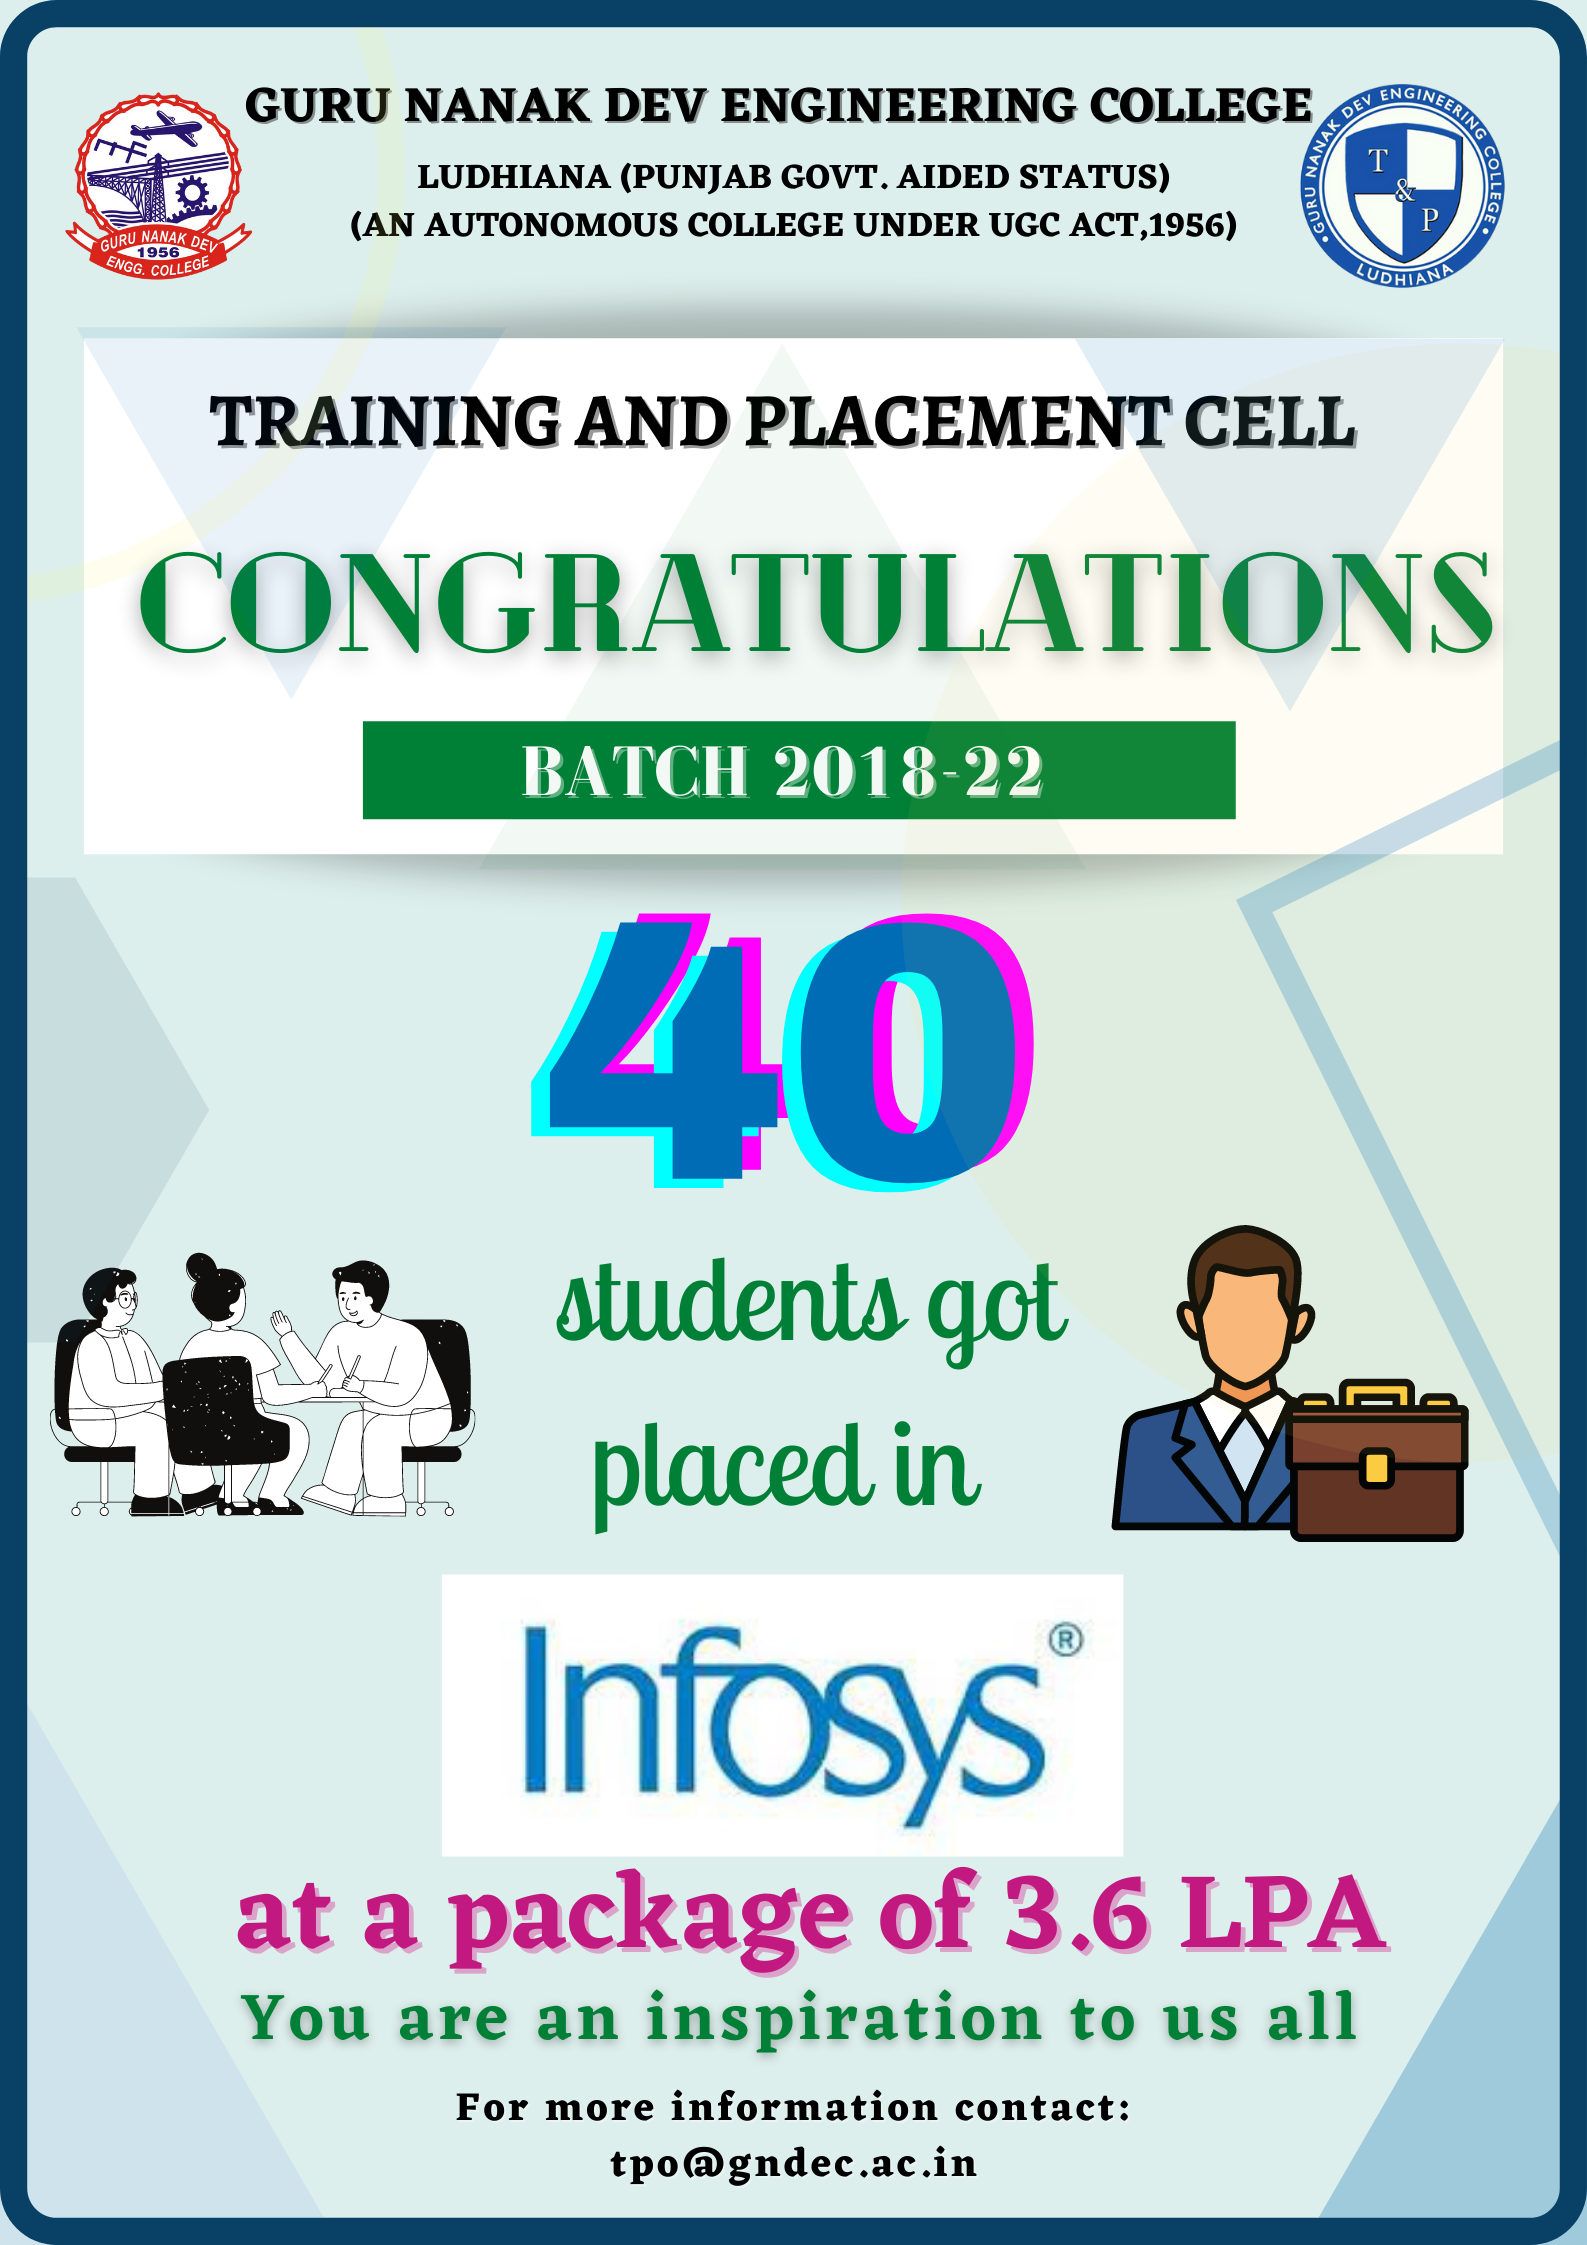 GURU NANAK DEV ENGINEERING COLLEGE
LUDHIANA (PUNJAB GOVT. AIDED STATUS)
(AN AUTONOMOUS COLLEGE UNDER UGC ACT,1956)
GURU NANAK DEV
1956
ENGG. COLLEGE
GURU NANAK DEV ENGINEERING COLLEGE
T
&
P
LUDHIANA
TRAINING AND PLACEMENT CELL
CONGRATULATIONS
BATCH 2018-22
40
students got
placed in
Infosys®
at a package of 3.6 LPA
You are an inspiration to us all
For more information contact:
tpo@gndec.ac.in